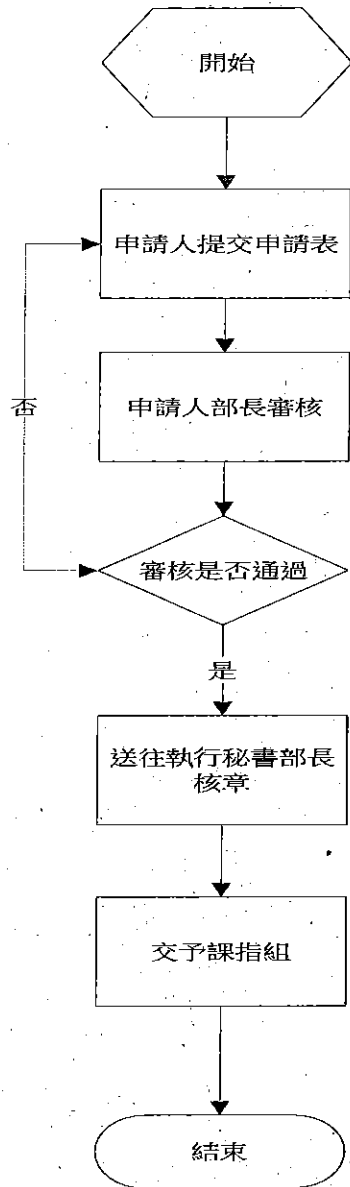 開始
申請人提交申請表
否
申請人部長審核
審核是否通過
是
送往執行秘書部長
核章
交予課指組
結束